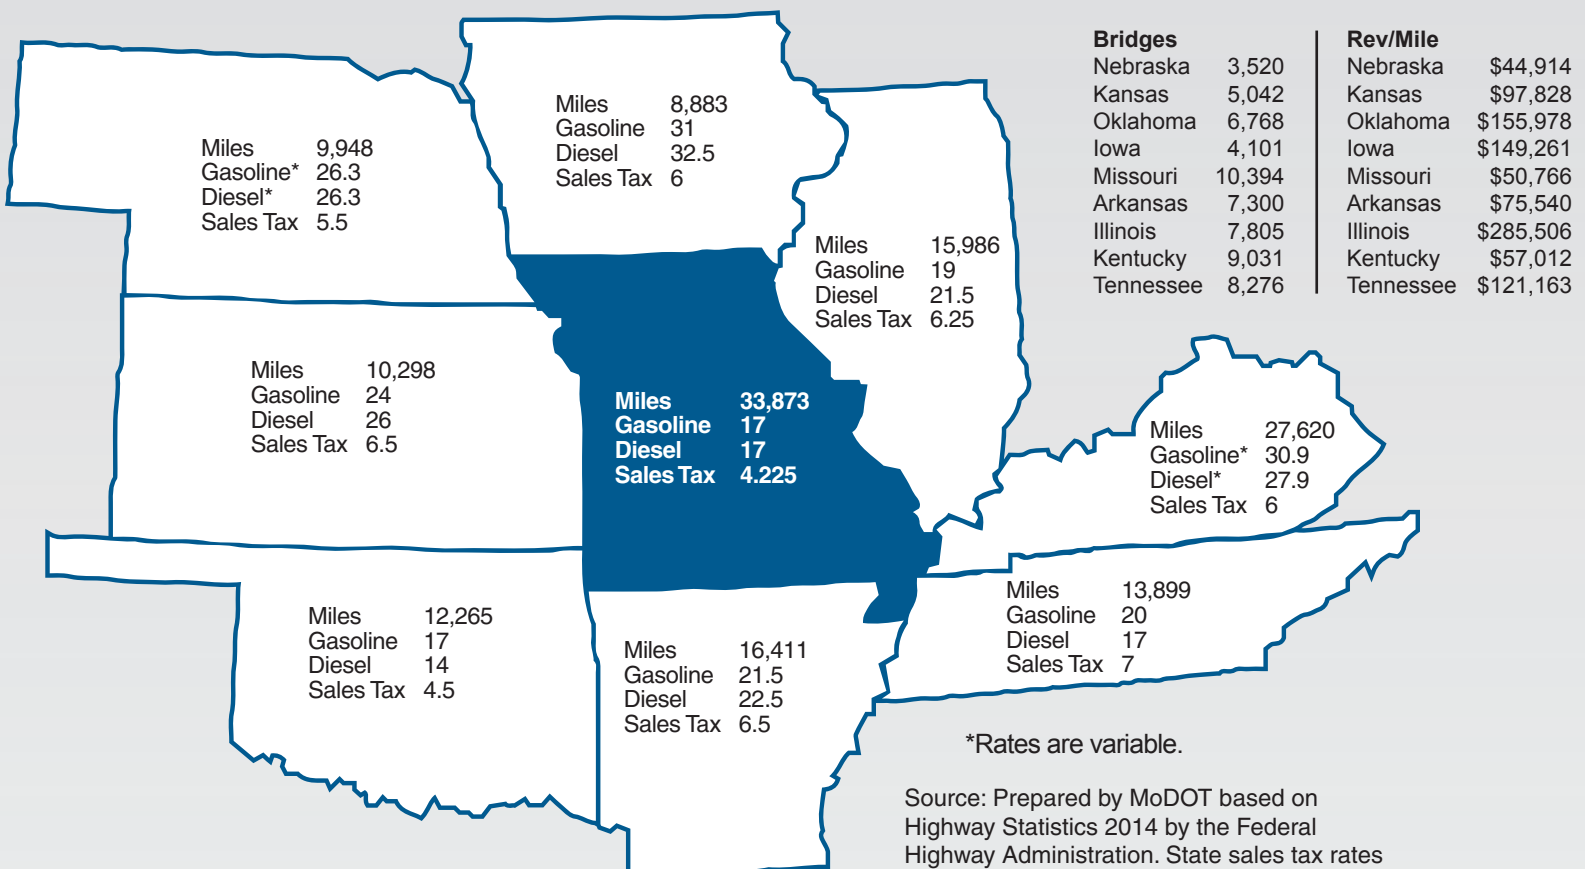 Bridges
Nebraska 3,520
Kansas 5,042
Oklahoma 6,768
Iowa 4,101
Missouri 10,394
Arkansas 7,300
Illinois 7,805
Kentucky 9,031
Tennessee 8,276
Rev/Mile
Nebraska $44,914
Kansas $97,828
Oklahoma $155,978
Iowa $149,261
Missouri $50,766
Arkansas $75,540
Illinois $285,506
Kentucky $57,012
Tennessee $121,163
Miles 9,948
Gasoline* 26.3
Diesel* 26.3
Sales Tax 5.5
Miles 8,883
Gasoline 31
Diesel 32.5
Sales Tax 6
Miles 15,986
Gasoline 19
Diesel 21.5
Sales Tax 6.25
Miles 10,298
Gasoline 24
Diesel 26
Sales Tax 6.5
Miles 33,873
Gasoline 17
Diesel 17
Sales Tax 4.225
Miles 27,620
Gasoline* 30.9
Diesel* 27.9
Sales Tax 6
Miles 12,265
Gasoline 17
Diesel 14
Sales Tax 4.5
Miles 16,411
Gasoline 21.5
Diesel 22.5
Sales Tax 6.5
Miles 13,899
Gasoline 20
Diesel 17
Sales Tax 7
*Rates are variable.
Source: Prepared by MoDOT based on
Highway Statistics 2014 by the Federal
Highway Administration. State sales tax rates